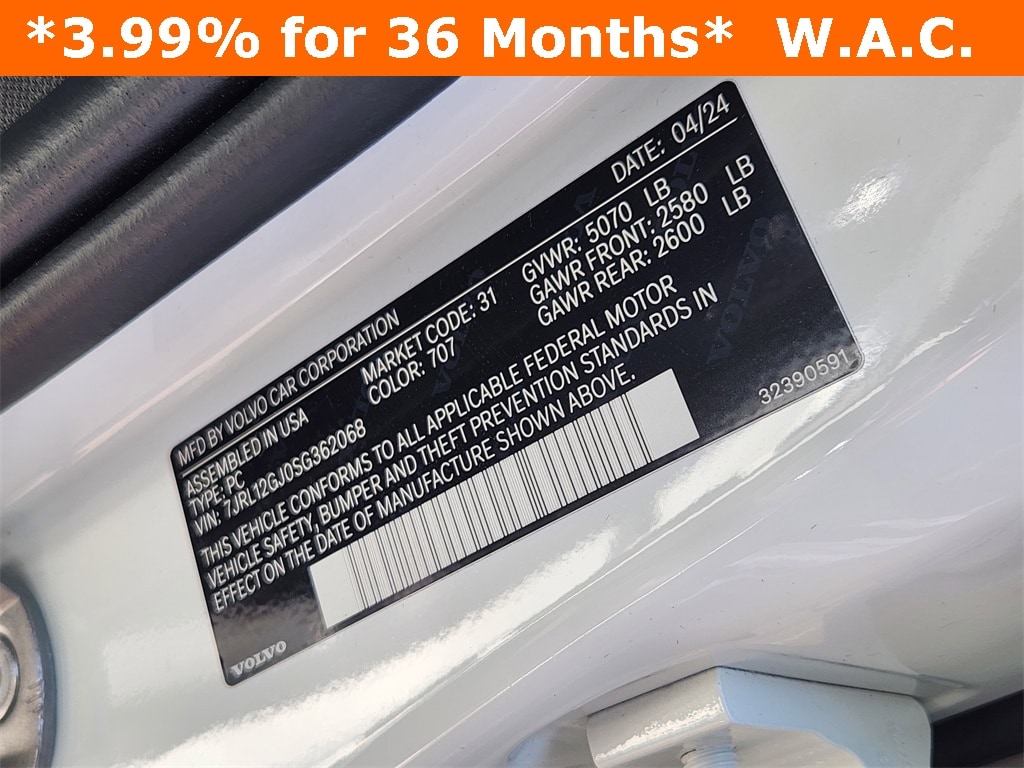 *3.99% for 36 Months*  W.A.C.
MFD BY VOLVO CAR CORPORATION
DATE: 04/24
ASSEMBLED IN USA
MARKET CODE: 31
GVWR: 5070 LB
TYPE: PC
COLOR: 707
GAWR FRONT: 2580 LB
VIN: 7JRL12GJ0SG362068
GAWR REAR: 2600 LB
THIS VEHICLE CONFORMS TO ALL APPLICABLE FEDERAL MOTOR
VEHICLE SAFETY, BUMPER AND THEFT PREVENTION STANDARDS IN
EFFECT ON THE DATE OF MANUFACTURE SHOWN ABOVE.
VOLVO
32390591